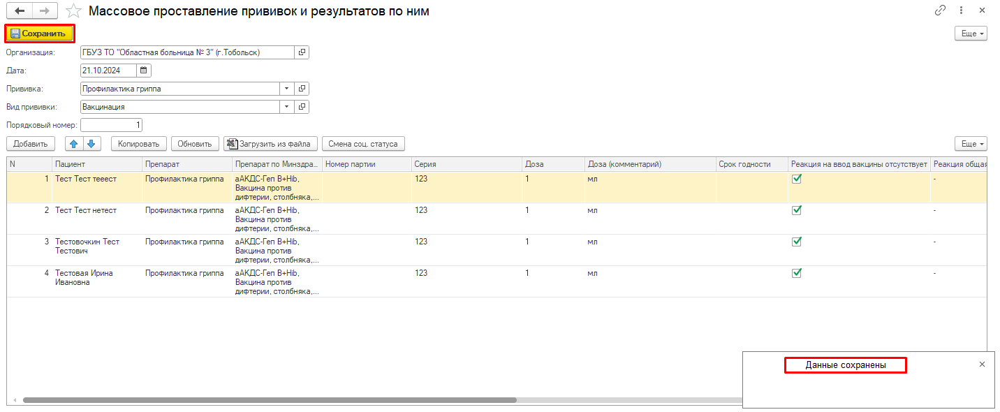 Массовое проставление прививок и результатов по ним
Сохранить
Еще
Организация: ГБУЗ ТО "Областная больница № 3" (г.Тобольск)
Дата: 21.10.2024
Прививка: Профилактика гриппа
Вид прививки: Вакцинация
Порядковый номер: 1
Добавить Копировать Обновить Загрузить из файла Смена соц. статуса Еще
N Пациент Препарат Препарат по Минздра... Номер партии Серия Доза Доза (комментарий) Срок годности Реакция на ввод вакцины отсутствует Реакция общая
1 Тест Тест тееест Профилактика гриппа аАКДС-Геп В+Hib, 123 1 мл -
Вакцина против
дифтерии, столбняка,...
2 Тест Тест нетест Профилактика гриппа аАКДС-Геп В+Hib, 123 1 мл -
Вакцина против
дифтерии, столбняка,...
3 Тестовочкин Тест Профилактика гриппа аАКДС-Геп В+Hib, 123 1 мл -
Тестович Вакцина против
дифтерии, столбняка,...
4 Тестовая Ирина Профилактика гриппа аАКДС-Геп В+Hib, 123 1 мл -
Ивановна Вакцина против
дифтерии, столбняка,...
Данные сохранены